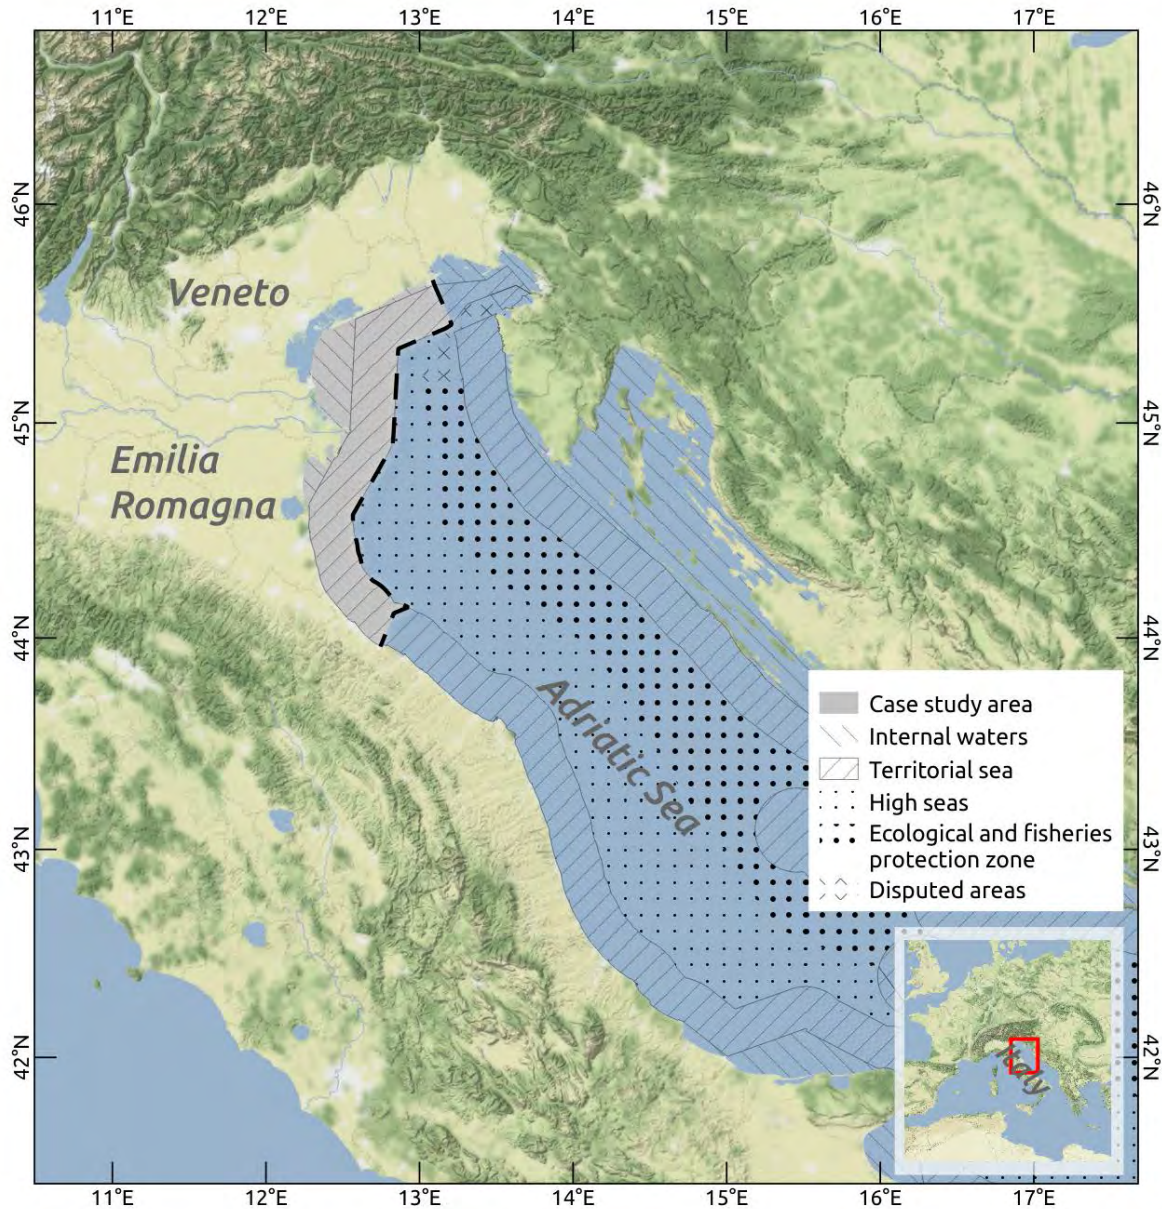 11°E 12°E 13°E 14°E 15°E 16°E 17°E
46°N 46°N
Veneto
45°N 45°N
Emilia
Romagna
44°N 44°N
Adriatic Sea
Case study area
Internal waters
Territorial sea
High seas
Ecological and fisheries
protection zone
Disputed areas
43°N 43°N
42°N 42°N
Italy
11°E 12°E 13°E 14°E 15°E 16°E 17°E